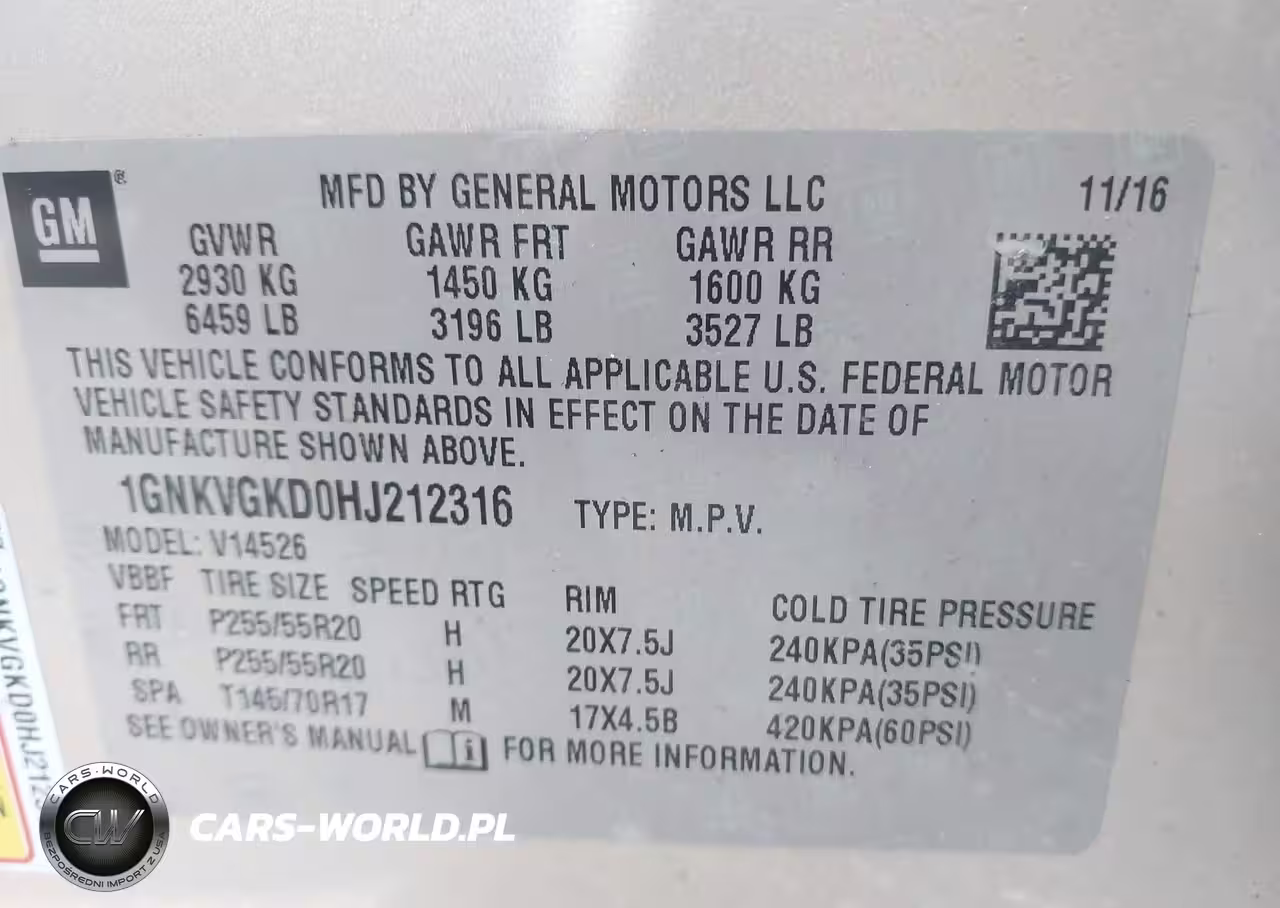 GM
®
MFD BY GENERAL MOTORS LLC 11/16
GVWR GAWR FRT GAWR RR
2930 KG 1450 KG 1600 KG
6459 LB 3196 LB 3527 LB
THIS VEHICLE CONFORMS TO ALL APPLICABLE U.S. FEDERAL MOTOR
VEHICLE SAFETY STANDARDS IN EFFECT ON THE DATE OF
MANUFACTURE SHOWN ABOVE.
1GNKVGKD0HJ212316 TYPE: M.P.V.
MODEL: V14526
VBBF TIRE SIZE SPEED RTG RIM COLD TIRE PRESSURE
FRT P255/55R20 H 20X7.5J 240KPA(35PSI)
RR P255/55R20 H 20X7.5J 240KPA(35PSI)
SPA T145/70R17 M 17X4.5B 420KPA(60PSI)
SEE OWNER'S MANUAL i FOR MORE INFORMATION.
CARS-WORLD
CW
BEZPOŚREDNI IMPORT Z USA
CARS-WORLD.PL